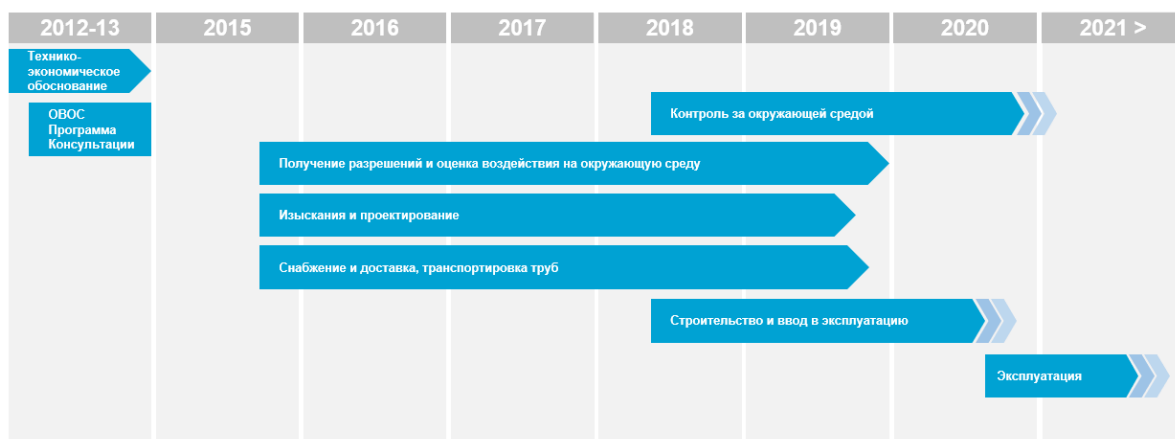 2012-13 2015 2016 2017 2018 2019 2020 2021 >
Технико-
экономическое
обоснование
ОВОС
Программа
Консультации
Контроль за окружающей средой
Получение разрешений и оценка воздействия на окружающую среду
Изыскания и проектирование
Снабжение и доставка, транспортировка труб
Строительство и ввод в эксплуатацию
Эксплуатация